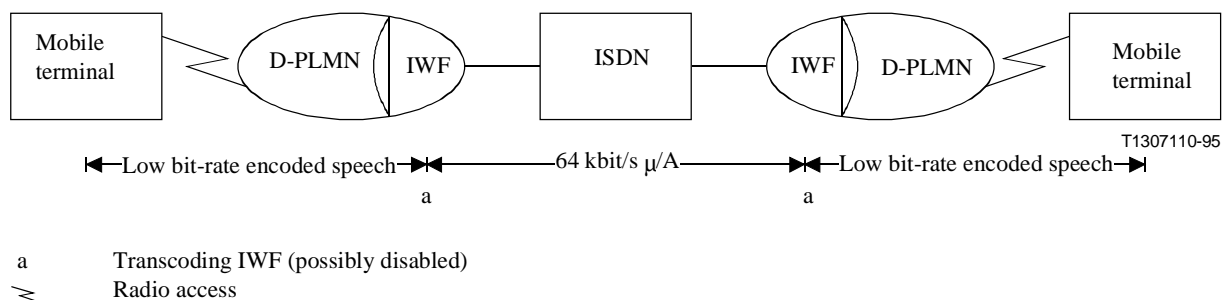 Mobile
terminal
D-PLMN
IWF
ISDN
IWF
D-PLMN
Mobile
terminal
T1307110-95
Low bit-rate encoded speech
64 kbit/s μ/A
Low bit-rate encoded speech
a
a
a Transcoding IWF (possibly disabled)
Radio access